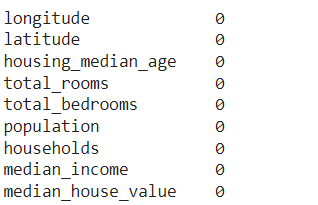 longitude 0
latitude 0
housing_median_age 0
total_rooms 0
total_bedrooms 0
population 0
households 0
median_income 0
median_house_value 0